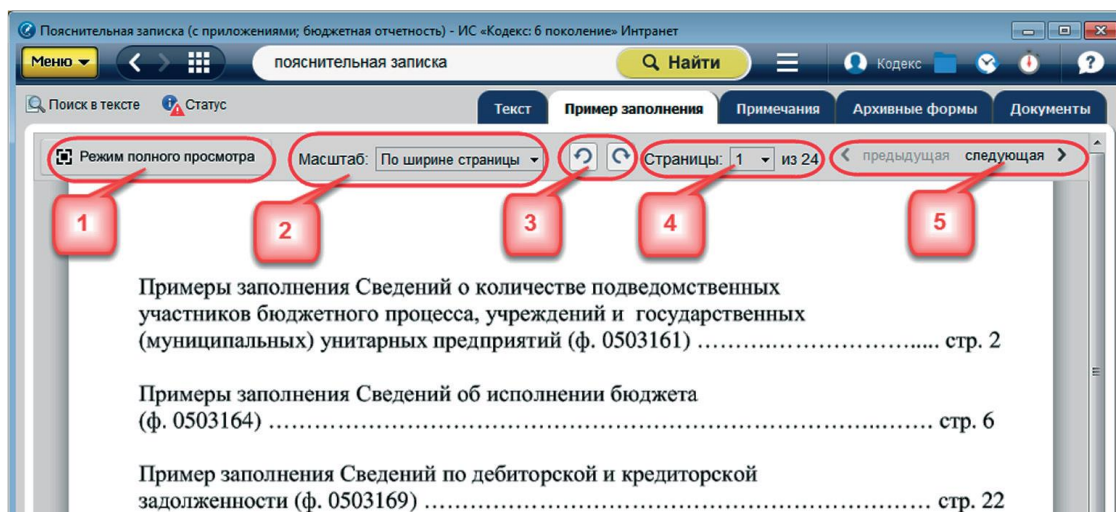 Пояснительная записка (с приложениями; бюджетная отчетность) - ИС «Кодекс: 6 поколение» Интранет
Меню пояснительная записка Найти Кодекс ?
Поиск в тексте Статус Текст Пример заполнения Примечания Архивные формы Документы
Режим полного просмотра Масштаб: По ширине страницы Страницы: 1 из 24 предыдущая следующая
1 2 3 4 5
Примеры заполнения Сведений о количестве подведомственных
участников бюджетного процесса, учреждений и государственных
(муниципальных) унитарных предприятий (ф. 0503161) ………..……………………..... стр. 2
Примеры заполнения Сведений об исполнении бюджета
(ф. 0503164) ……………………………………………………………………...……. стр. 6
Пример заполнения Сведений по дебиторской и кредиторской
задолженности (ф. 0503169) ………………………………………………………… стр. 22